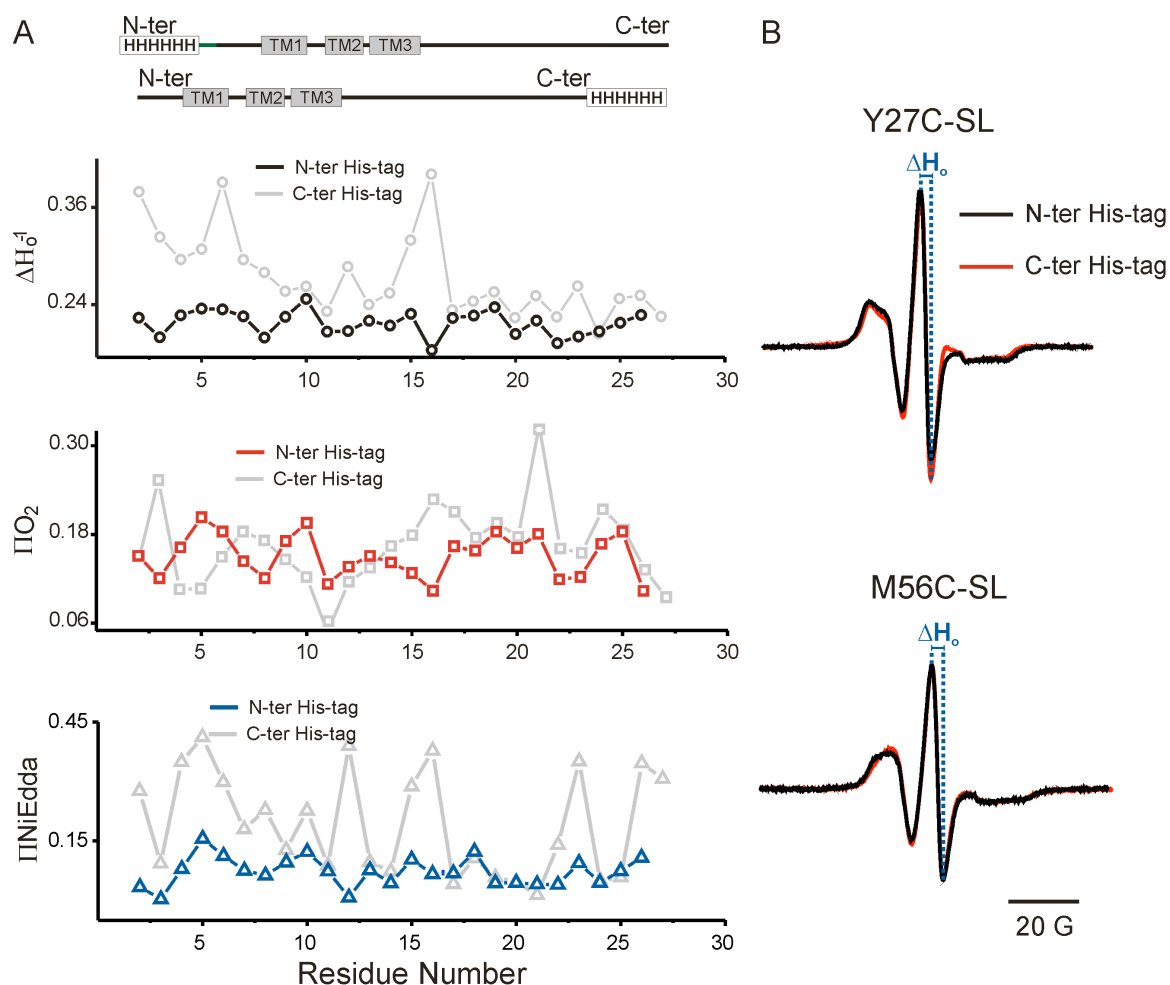 A
N-ter
C-ter
HHHHHH
TM1
TM2
TM3
N-ter
C-ter
TM1
TM2
TM3
HHHHHH
N-ter His-tag
C-ter His-tag
0.36
0.24
ΔHo-1
5
10
15
20
25
30
N-ter His-tag
C-ter His-tag
0.30
0.18
0.06
ΠO2
5
10
15
20
25
30
N-ter His-tag
C-ter His-tag
0.45
0.15
ΠNiEdda
5
10
15
20
25
30
Residue Number
B
Y27C-SL
ΔHo
N-ter His-tag
C-ter His-tag
M56C-SL
ΔHo
20 G